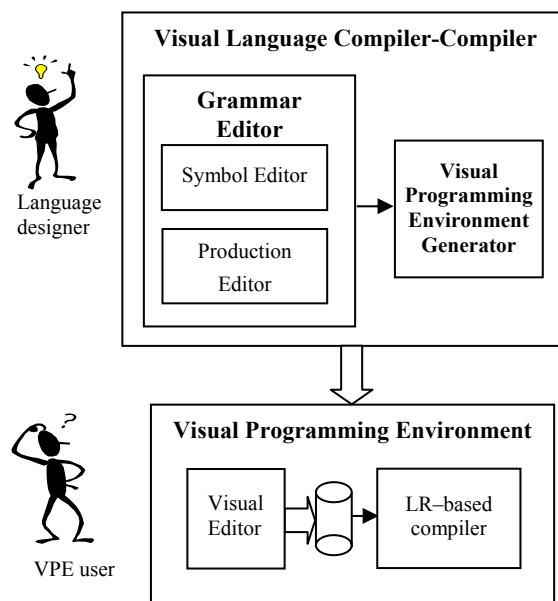 Visual Language Compiler-Compiler
Grammar
Editor
Symbol Editor
Production
Editor
Visual
Programming
Environment
Generator
Language
designer
Visual Programming Environment
?
Visual
Editor
LR–based
compiler
VPE user